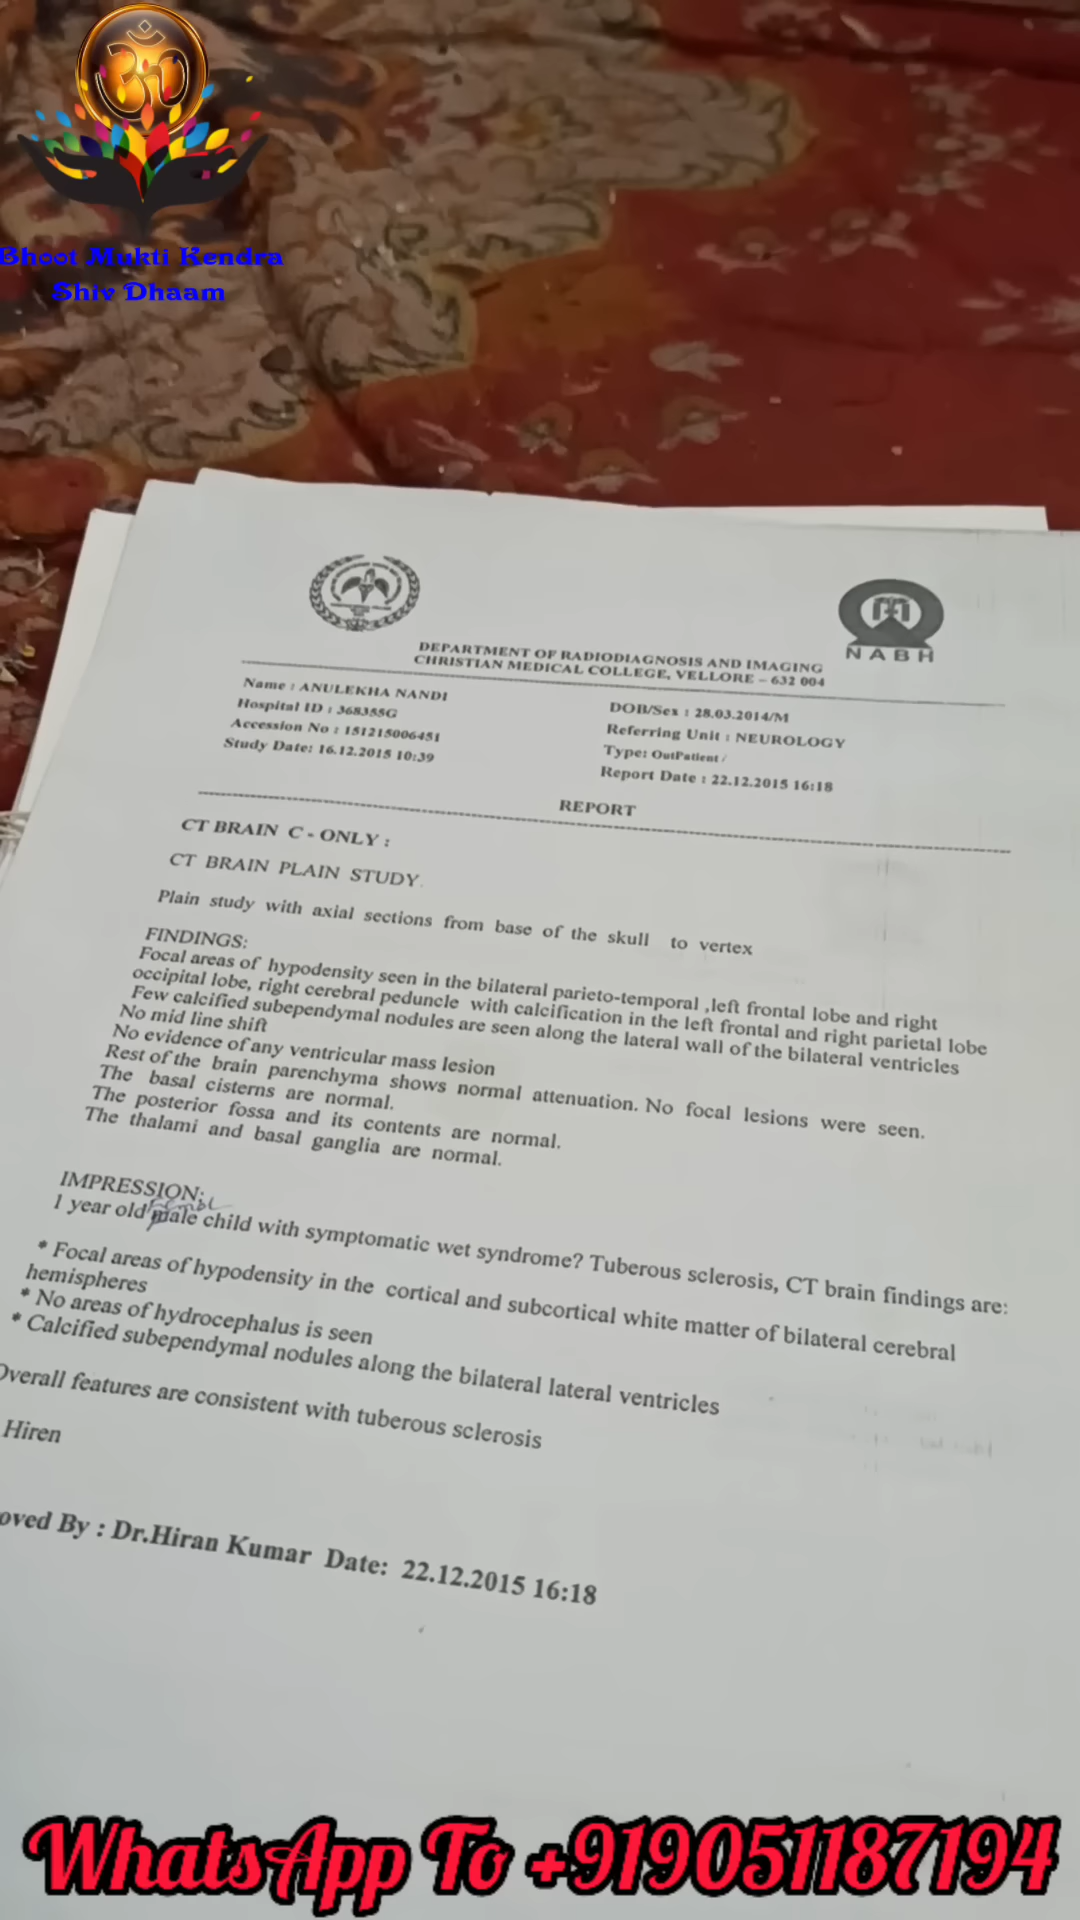 ॐ
Bhoot Mukti Kendra
Shiv Dhaam
NABH
DEPARTMENT OF RADIODIAGNOSIS AND IMAGING
CHRISTIAN MEDICAL COLLEGE, VELLORE - 632 004
Name : ANULEKHA NANDI
Hospital ID : 368355G
Accession No : 151215006451
Study Date: 16.12.2015 10:39
DOB/Sex : 28.03.2014/M
Referring Unit : NEUROLOGY
Type: OutPatient /
Report Date : 22.12.2015 16:18
REPORT
CT BRAIN C - ONLY :
CT BRAIN PLAIN STUDY.
Plain study with axial sections from base of the skull to vertex
FINDINGS:
Focal areas of hypodensity seen in the bilateral parieto-temporal ,left frontal lobe and right
occipital lobe, right cerebral peduncle with calcification in the left frontal and right parietal lobe
Few calcified subependymal nodules are seen along the lateral wall of the bilateral ventricles
No mid line shift
No evidence of any ventricular mass lesion
Rest of the brain parenchyma shows normal attenuation. No focal lesions were seen.
The basal cisterns are normal.
The posterior fossa and its contents are normal.
The thalami and basal ganglia are normal.
IMPRESSION:
1 year old male child with symptomatic wet syndrome? Tuberous sclerosis, CT brain findings are:
* Focal areas of hypodensity in the cortical and subcortical white matter of bilateral cerebral
hemispheres
* No areas of hydrocephalus is seen
* Calcified subependymal nodules along the bilateral lateral ventricles
Overall features are consistent with tuberous sclerosis
Hiren
oved By : Dr.Hiran Kumar Date: 22.12.2015 16:18
WhatsApp To +919051187194